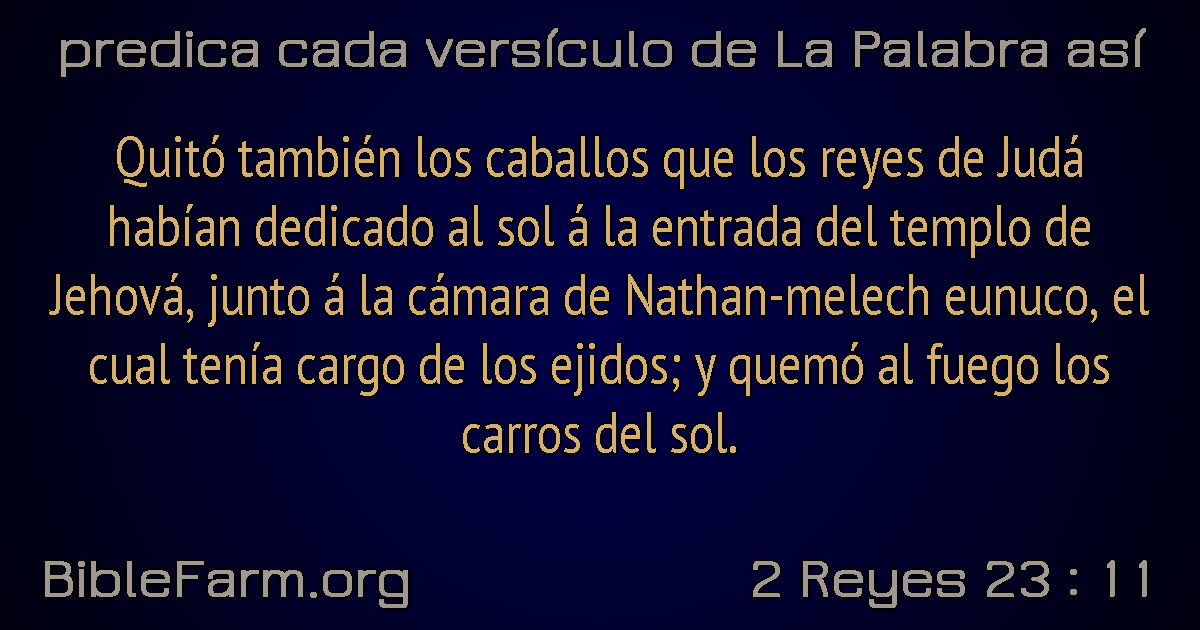 predica cada versículo de La Palabra así
Quitó también los caballos que los reyes de Judá
habían dedicado al sol á la entrada del templo de
Jehová, junto á la cámara de Nathan-melech eunuco, el
cual tenía cargo de los ejidos; y quemó al fuego los
carros del sol.
BibleFarm.org
2 Reyes 23 : 11